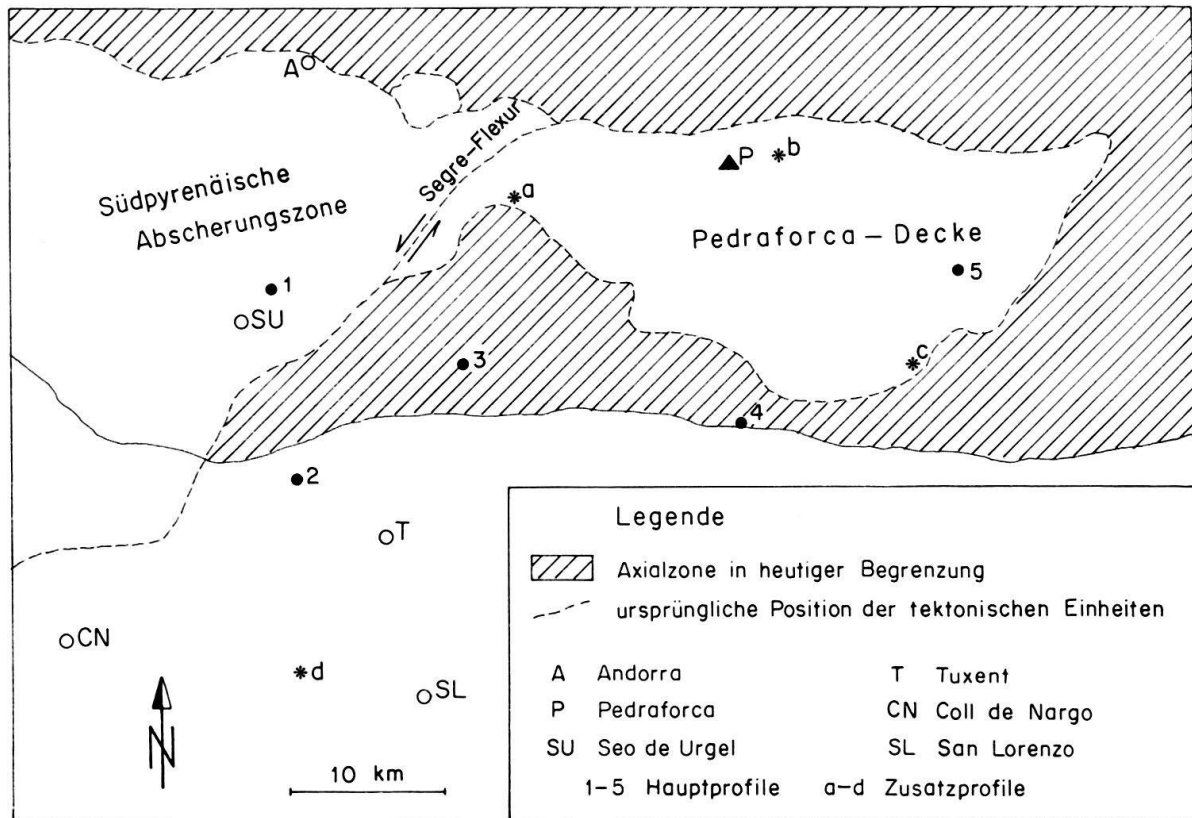 A
Segre-Flexur
P
b
a
Südpyrenäische
Abscherungszone
Pedraforca – Decke
1
5
SU
3
c
4
2
T
CN
d
SL
N
10 km
Legende
Axialzone in heutiger Begrenzung
ursprüngliche Position der tektonischen Einheiten
A Andorra T Tuxent
P Pedraforca CN Coll de Nargo
SU Seo de Urgel SL San Lorenzo
1-5 Hauptprofile a-d Zusatzprofile